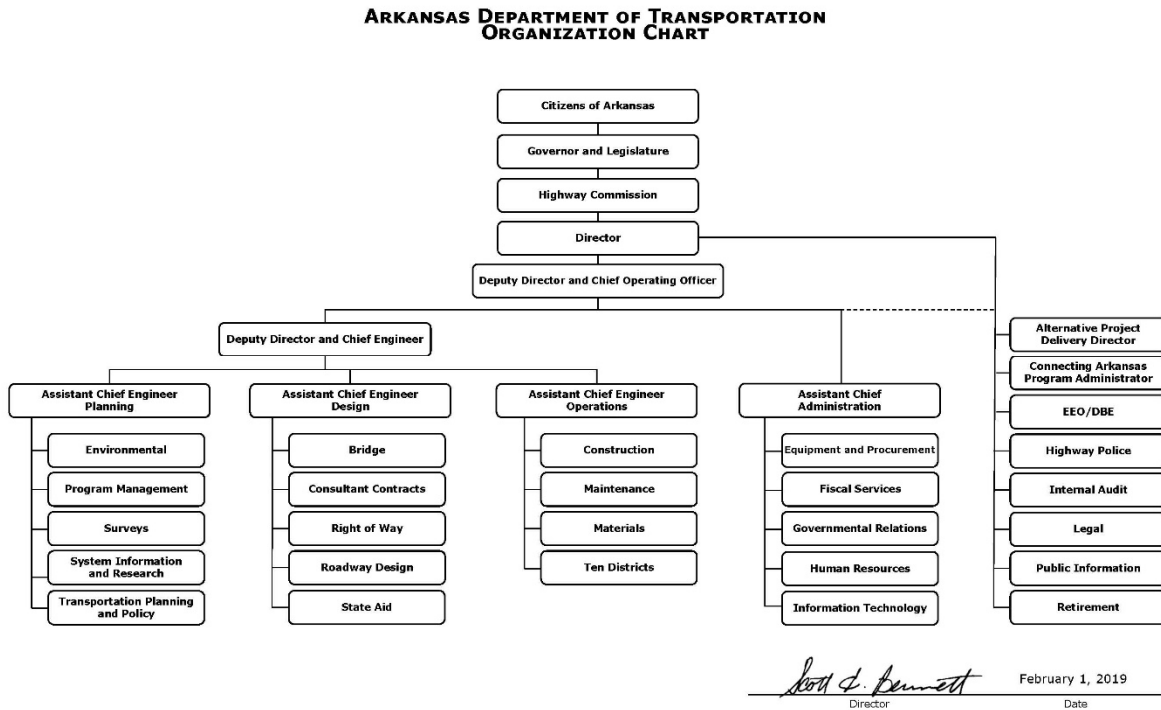 ARKANSAS DEPARTMENT OF TRANSPORTATION
ORGANIZATION CHART
Citizens of Arkansas
Governor and Legislature
Highway Commission
Director
Deputy Director and Chief Operating Officer
Deputy Director and Chief Engineer
Assistant Chief Engineer
Planning
Environmental
Program Management
Surveys
System Information
and Research
Transportation Planning
and Policy
Assistant Chief Engineer
Design
Bridge
Consultant Contracts
Right of Way
Roadway Design
State Aid
Assistant Chief Engineer
Operations
Construction
Maintenance
Materials
Ten Districts
Assistant Chief
Administration
Equipment and Procurement
Fiscal Services
Governmental Relations
Human Resources
Information Technology
Alternative Project
Delivery Director
Connecting Arkansas
Program Administrator
EEO/DBE
Highway Police
Internal Audit
Legal
Public Information
Retirement
Scott E. Bennett
Director
February 1, 2019
Date